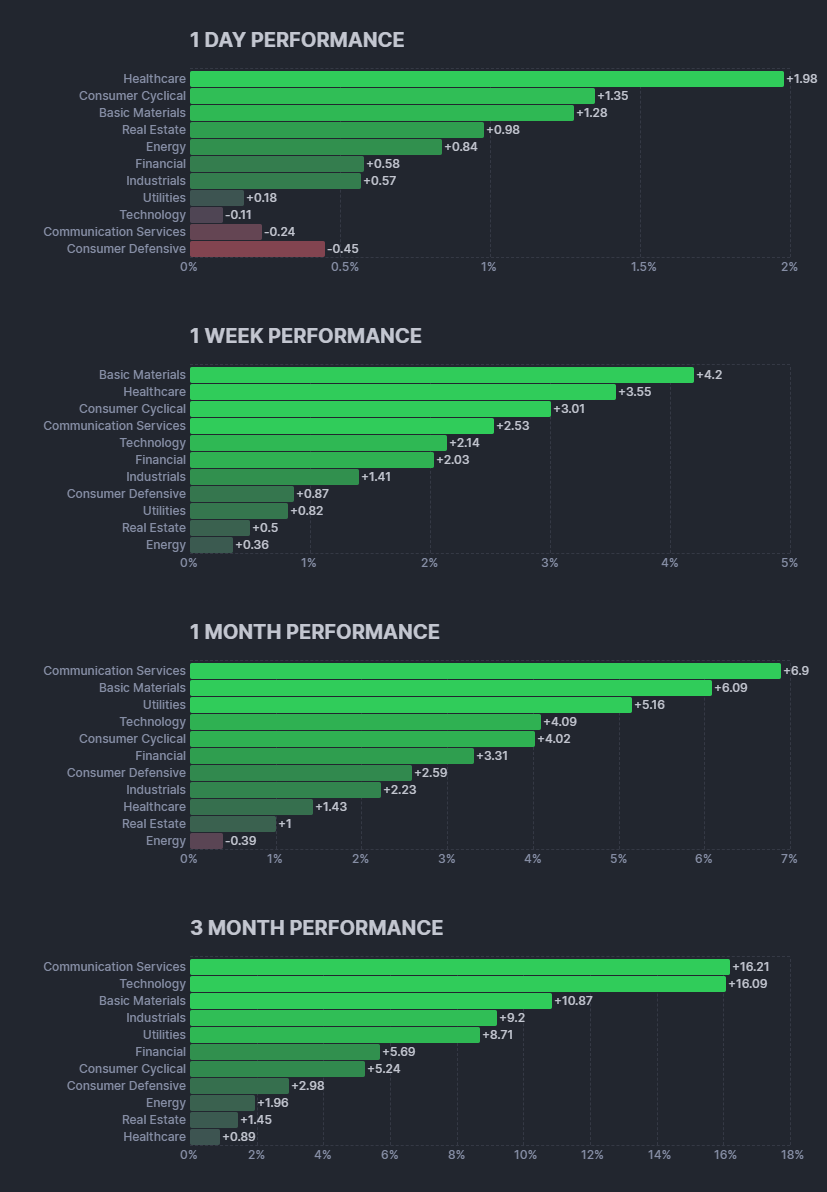 1 DAY PERFORMANCE
Healthcare +1.98
Consumer Cyclical +1.35
Basic Materials +1.28
Real Estate +0.98
Energy +0.84
Financial +0.58
Industrials +0.57
Utilities +0.18
Technology -0.11
Communication Services -0.24
Consumer Defensive -0.45
0% 0.5% 1% 1.5% 2%
1 WEEK PERFORMANCE
Basic Materials +4.2
Healthcare +3.55
Consumer Cyclical +3.01
Communication Services +2.53
Technology +2.14
Financial +2.03
Industrials +1.41
Consumer Defensive +0.87
Utilities +0.82
Real Estate +0.5
Energy +0.36
0% 1% 2% 3% 4% 5%
1 MONTH PERFORMANCE
Communication Services +6.9
Basic Materials +6.09
Utilities +5.16
Technology +4.09
Consumer Cyclical +4.02
Financial +3.31
Consumer Defensive +2.59
Industrials +2.23
Healthcare +1.43
Real Estate +1
Energy -0.39
0% 1% 2% 3% 4% 5% 6% 7%
3 MONTH PERFORMANCE
Communication Services +16.21
Technology +16.09
Basic Materials +10.87
Industrials +9.2
Utilities +8.71
Financial +5.69
Consumer Cyclical +5.24
Consumer Defensive +2.98
Energy +1.96
Real Estate +1.45
Healthcare +0.89
0% 2% 4% 6% 8% 10% 12% 14% 16% 18%